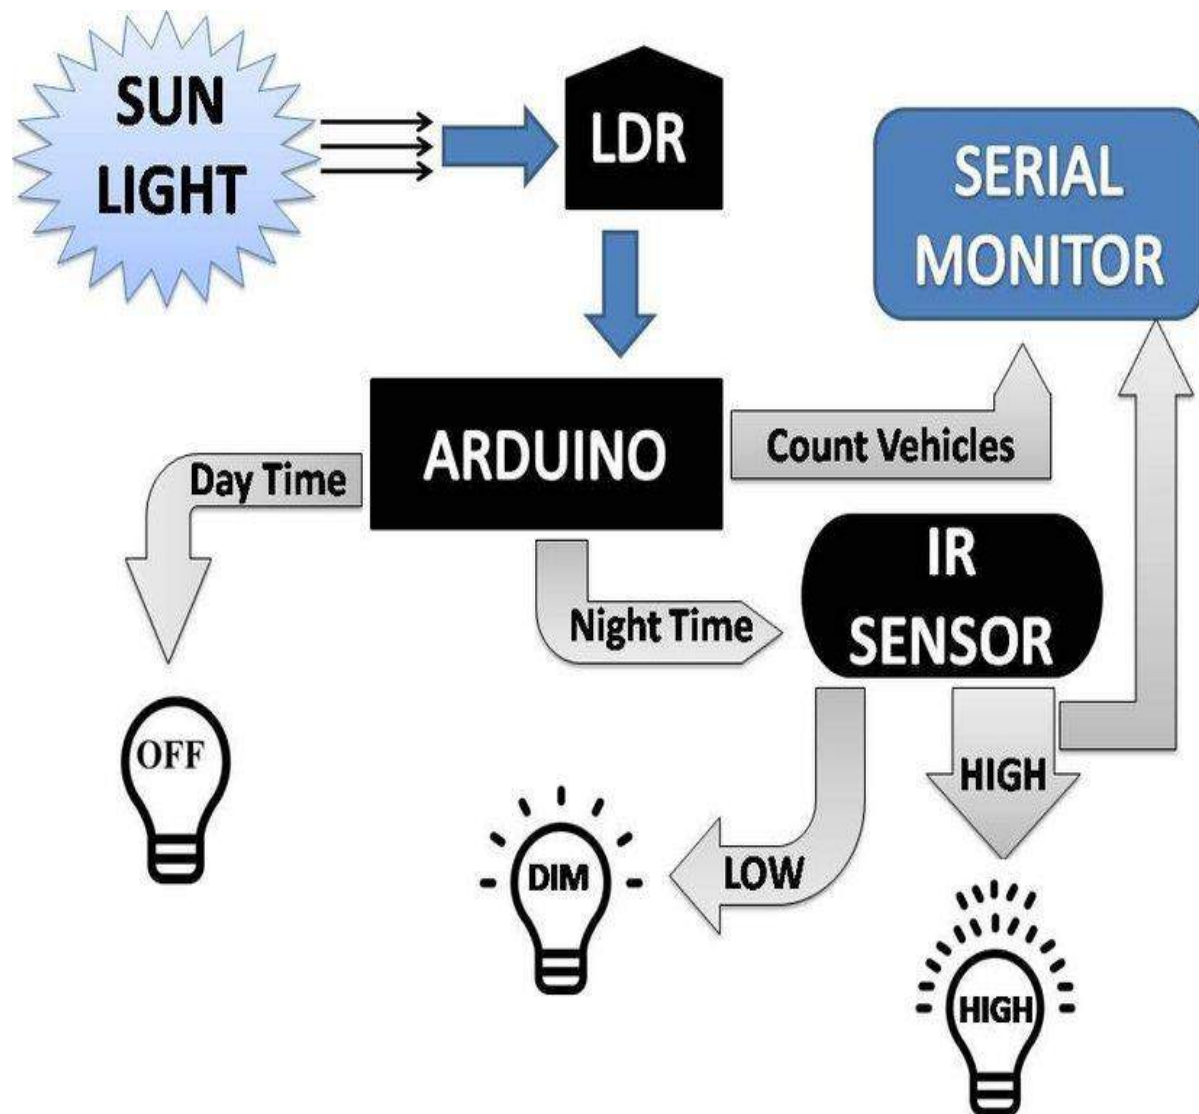 SUN
LIGHT
LDR
SERIAL
MONITOR
ARDUINO
Count Vehicles
Day Time
Night Time
IR
SENSOR
OFF
HIGH
LOW
DIM
HIGH